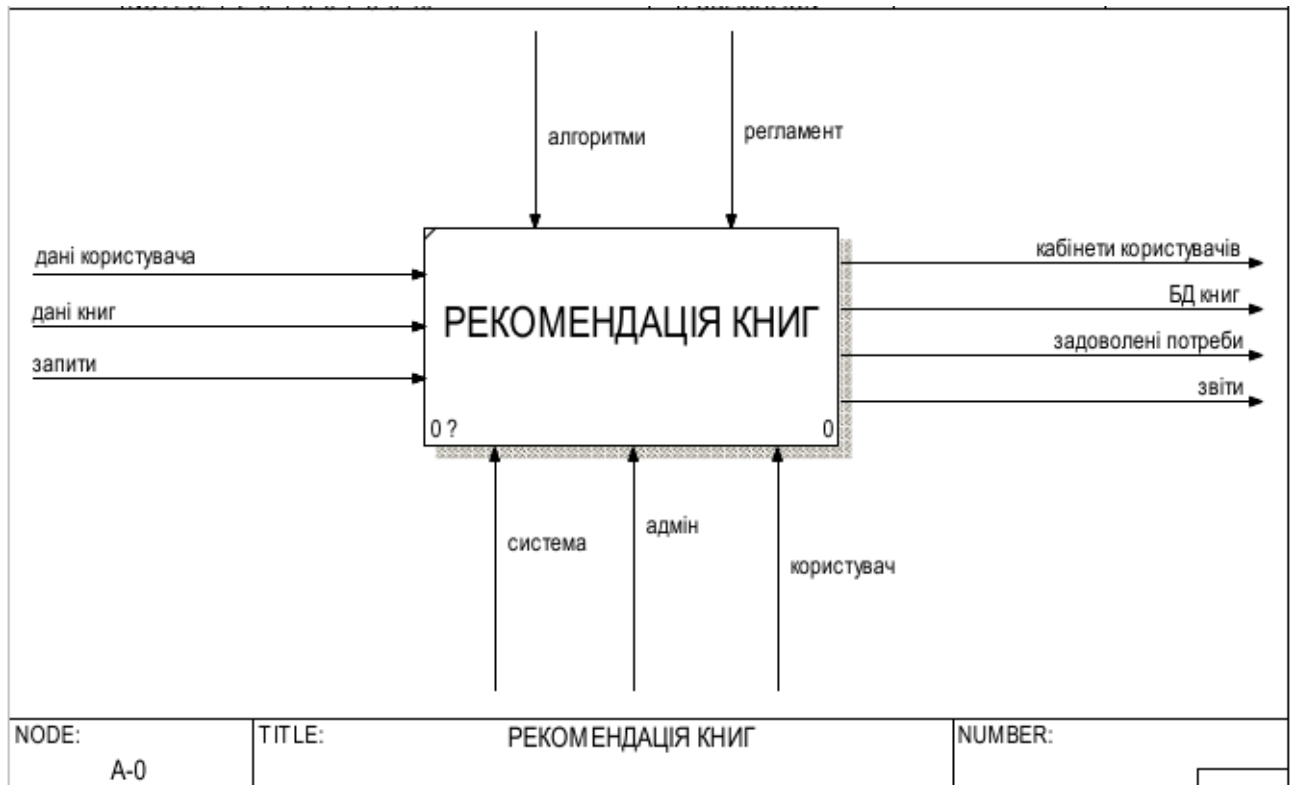 алгоритми
регламент
дані користувача
дані книг
запити
РЕКОМЕНДАЦІЯ КНИГ
0 ?
0
кабінети користувачів
БД книг
задоволені потреби
звіти
система
адмін
користувач
NODE:
A-0
TITLE:
РЕКОМЕНДАЦІЯ КНИГ
NUMBER: